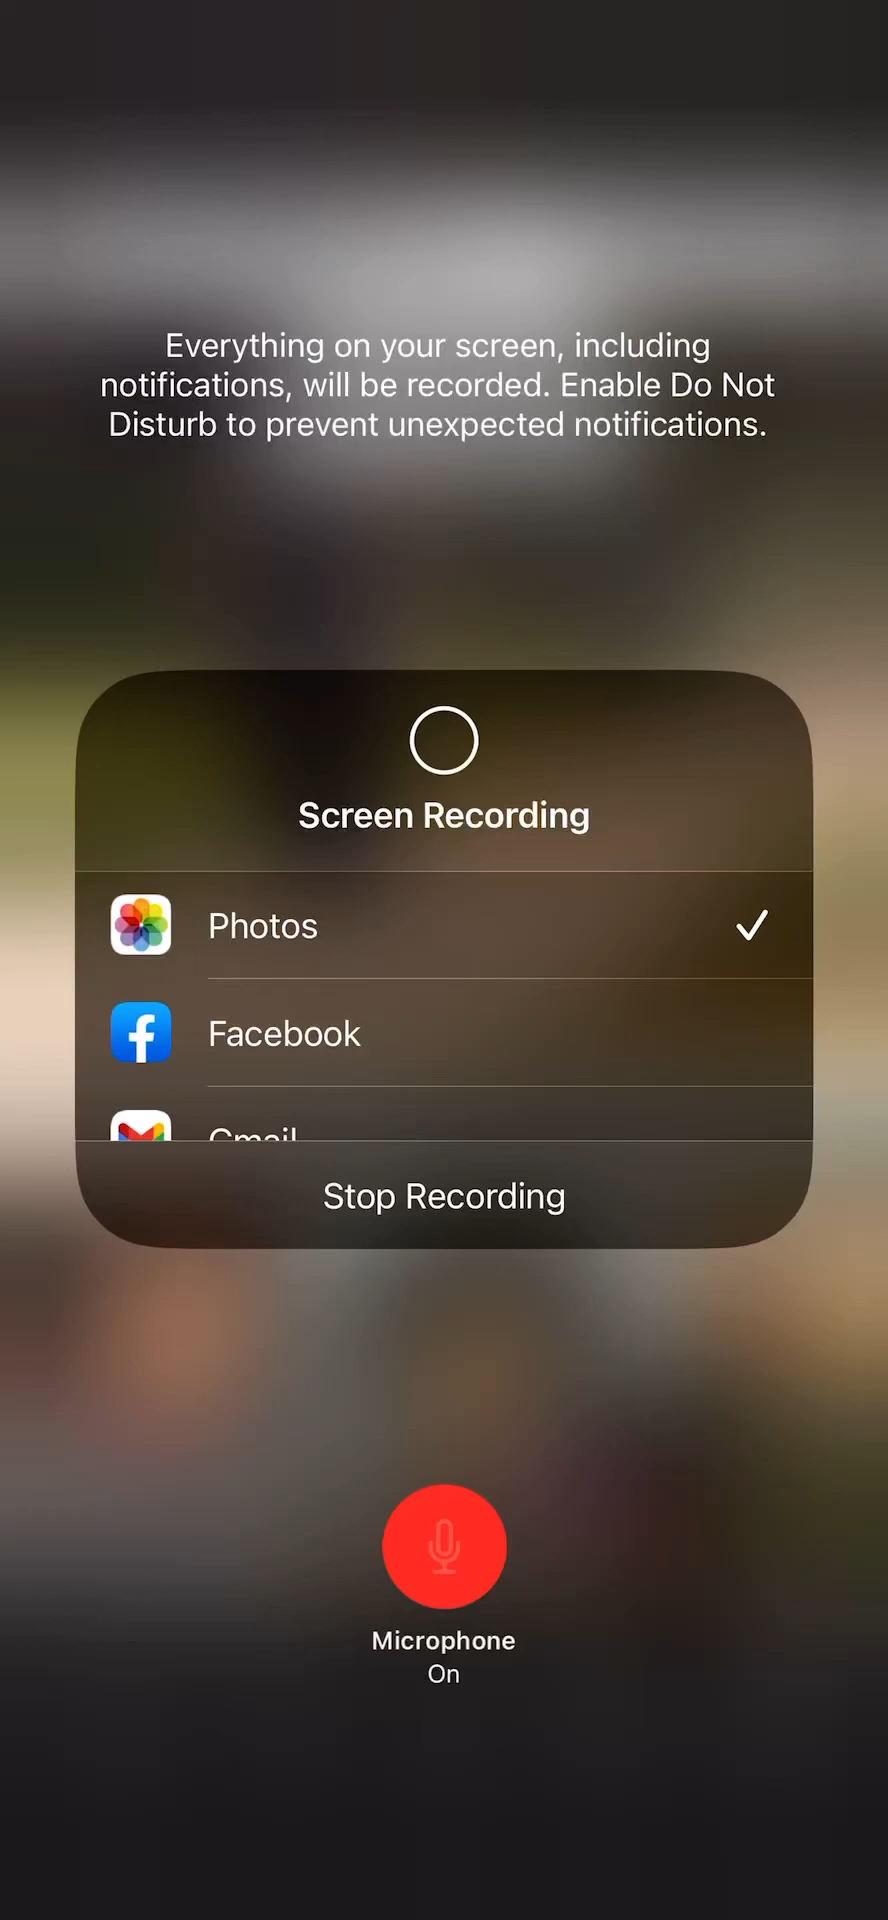 Everything on your screen, including
notifications, will be recorded. Enable Do Not
Disturb to prevent unexpected notifications.
Screen Recording
Photos
Facebook
Gmail
Stop Recording
Microphone
On